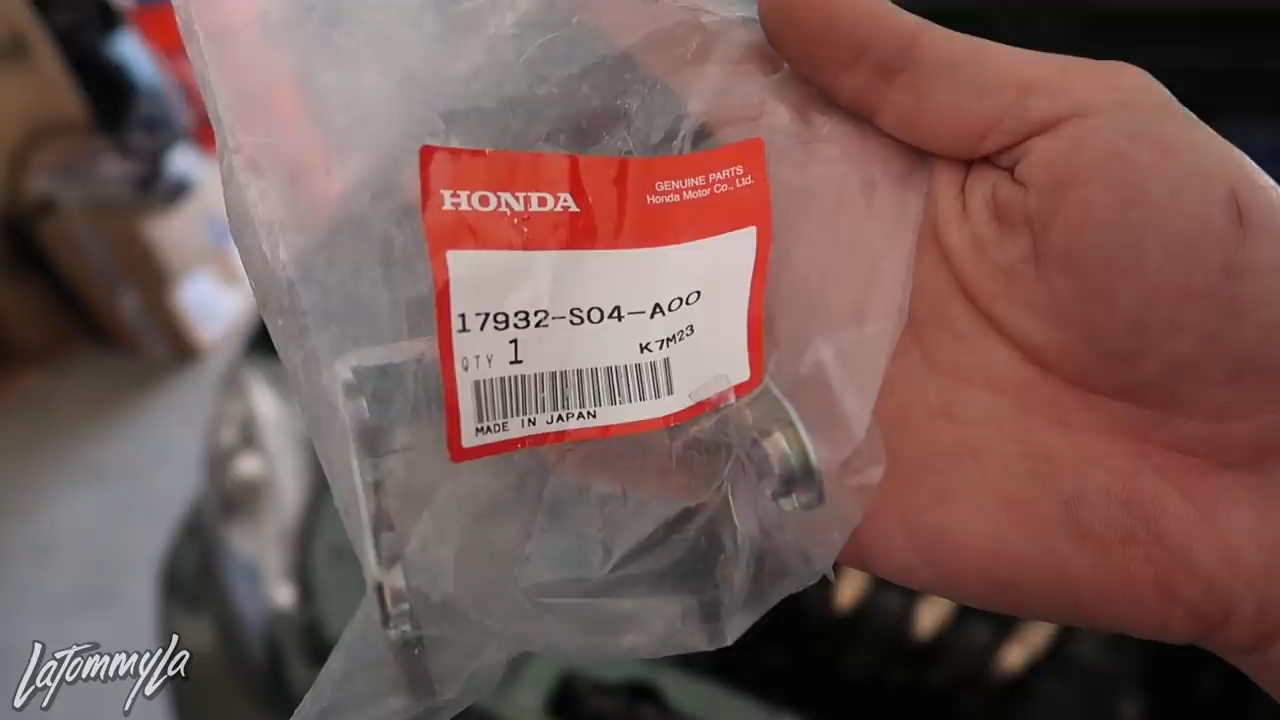 HONDA
GENUINE PARTS
Honda Motor Co., Ltd.
17932-S04-A00
QTY 1
K7M23
MADE IN JAPAN
LaTommyLa